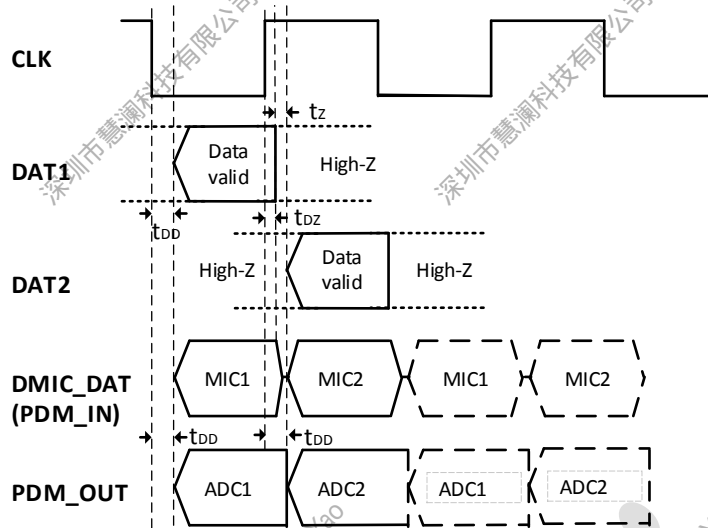 深圳市慧澜科技有限公司
深圳市慧澜科技有限公司
CLK
tZ
DAT1
Data valid
High-Z
tDD
tDZ
DAT2
High-Z
Data valid
High-Z
DMIC_DAT
(PDM_IN)
MIC1
MIC2
MIC1
MIC2
tDD
tDD
PDM_OUT
ADC1
ADC2
ADC1
ADC2